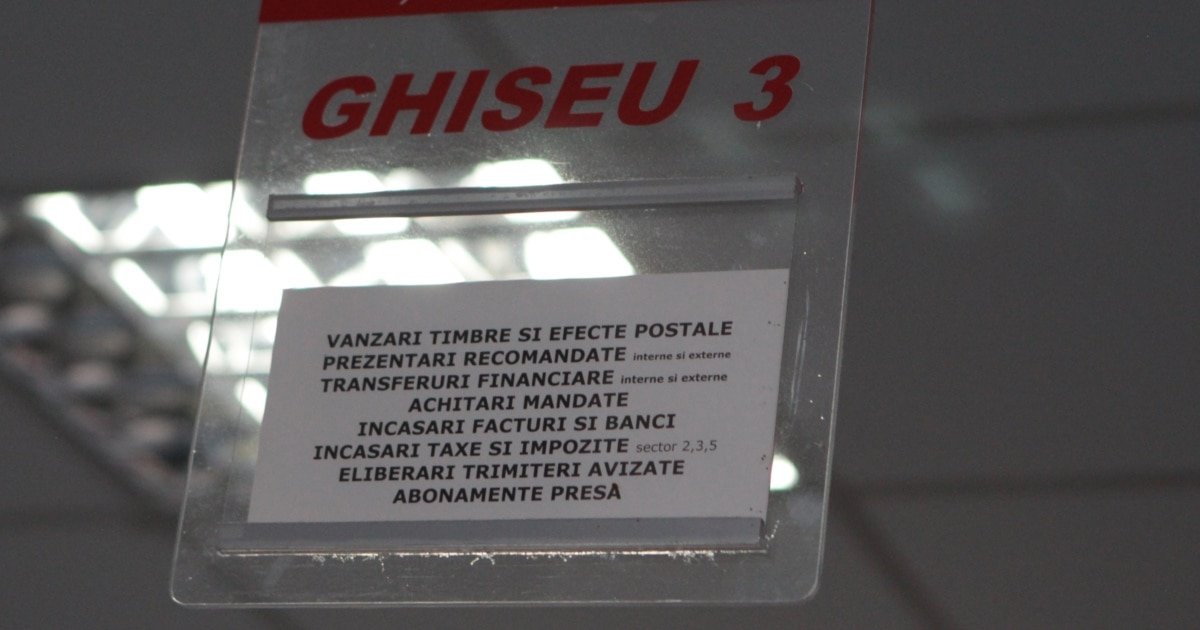 GHISEU 3
VANZARI TIMBRE SI EFECTE POSTALE
PREZENTARI RECOMANDATE interne si externe
TRANSFERURI FINANCIARE interne si externe
ACHITARI MANDATE
INCASARI FACTURI SI BANCI
INCASARI TAXE SI IMPOZITE sector 2,3,5
ELIBERARI TRIMITERI AVIZATE
ABONAMENTE PRESA